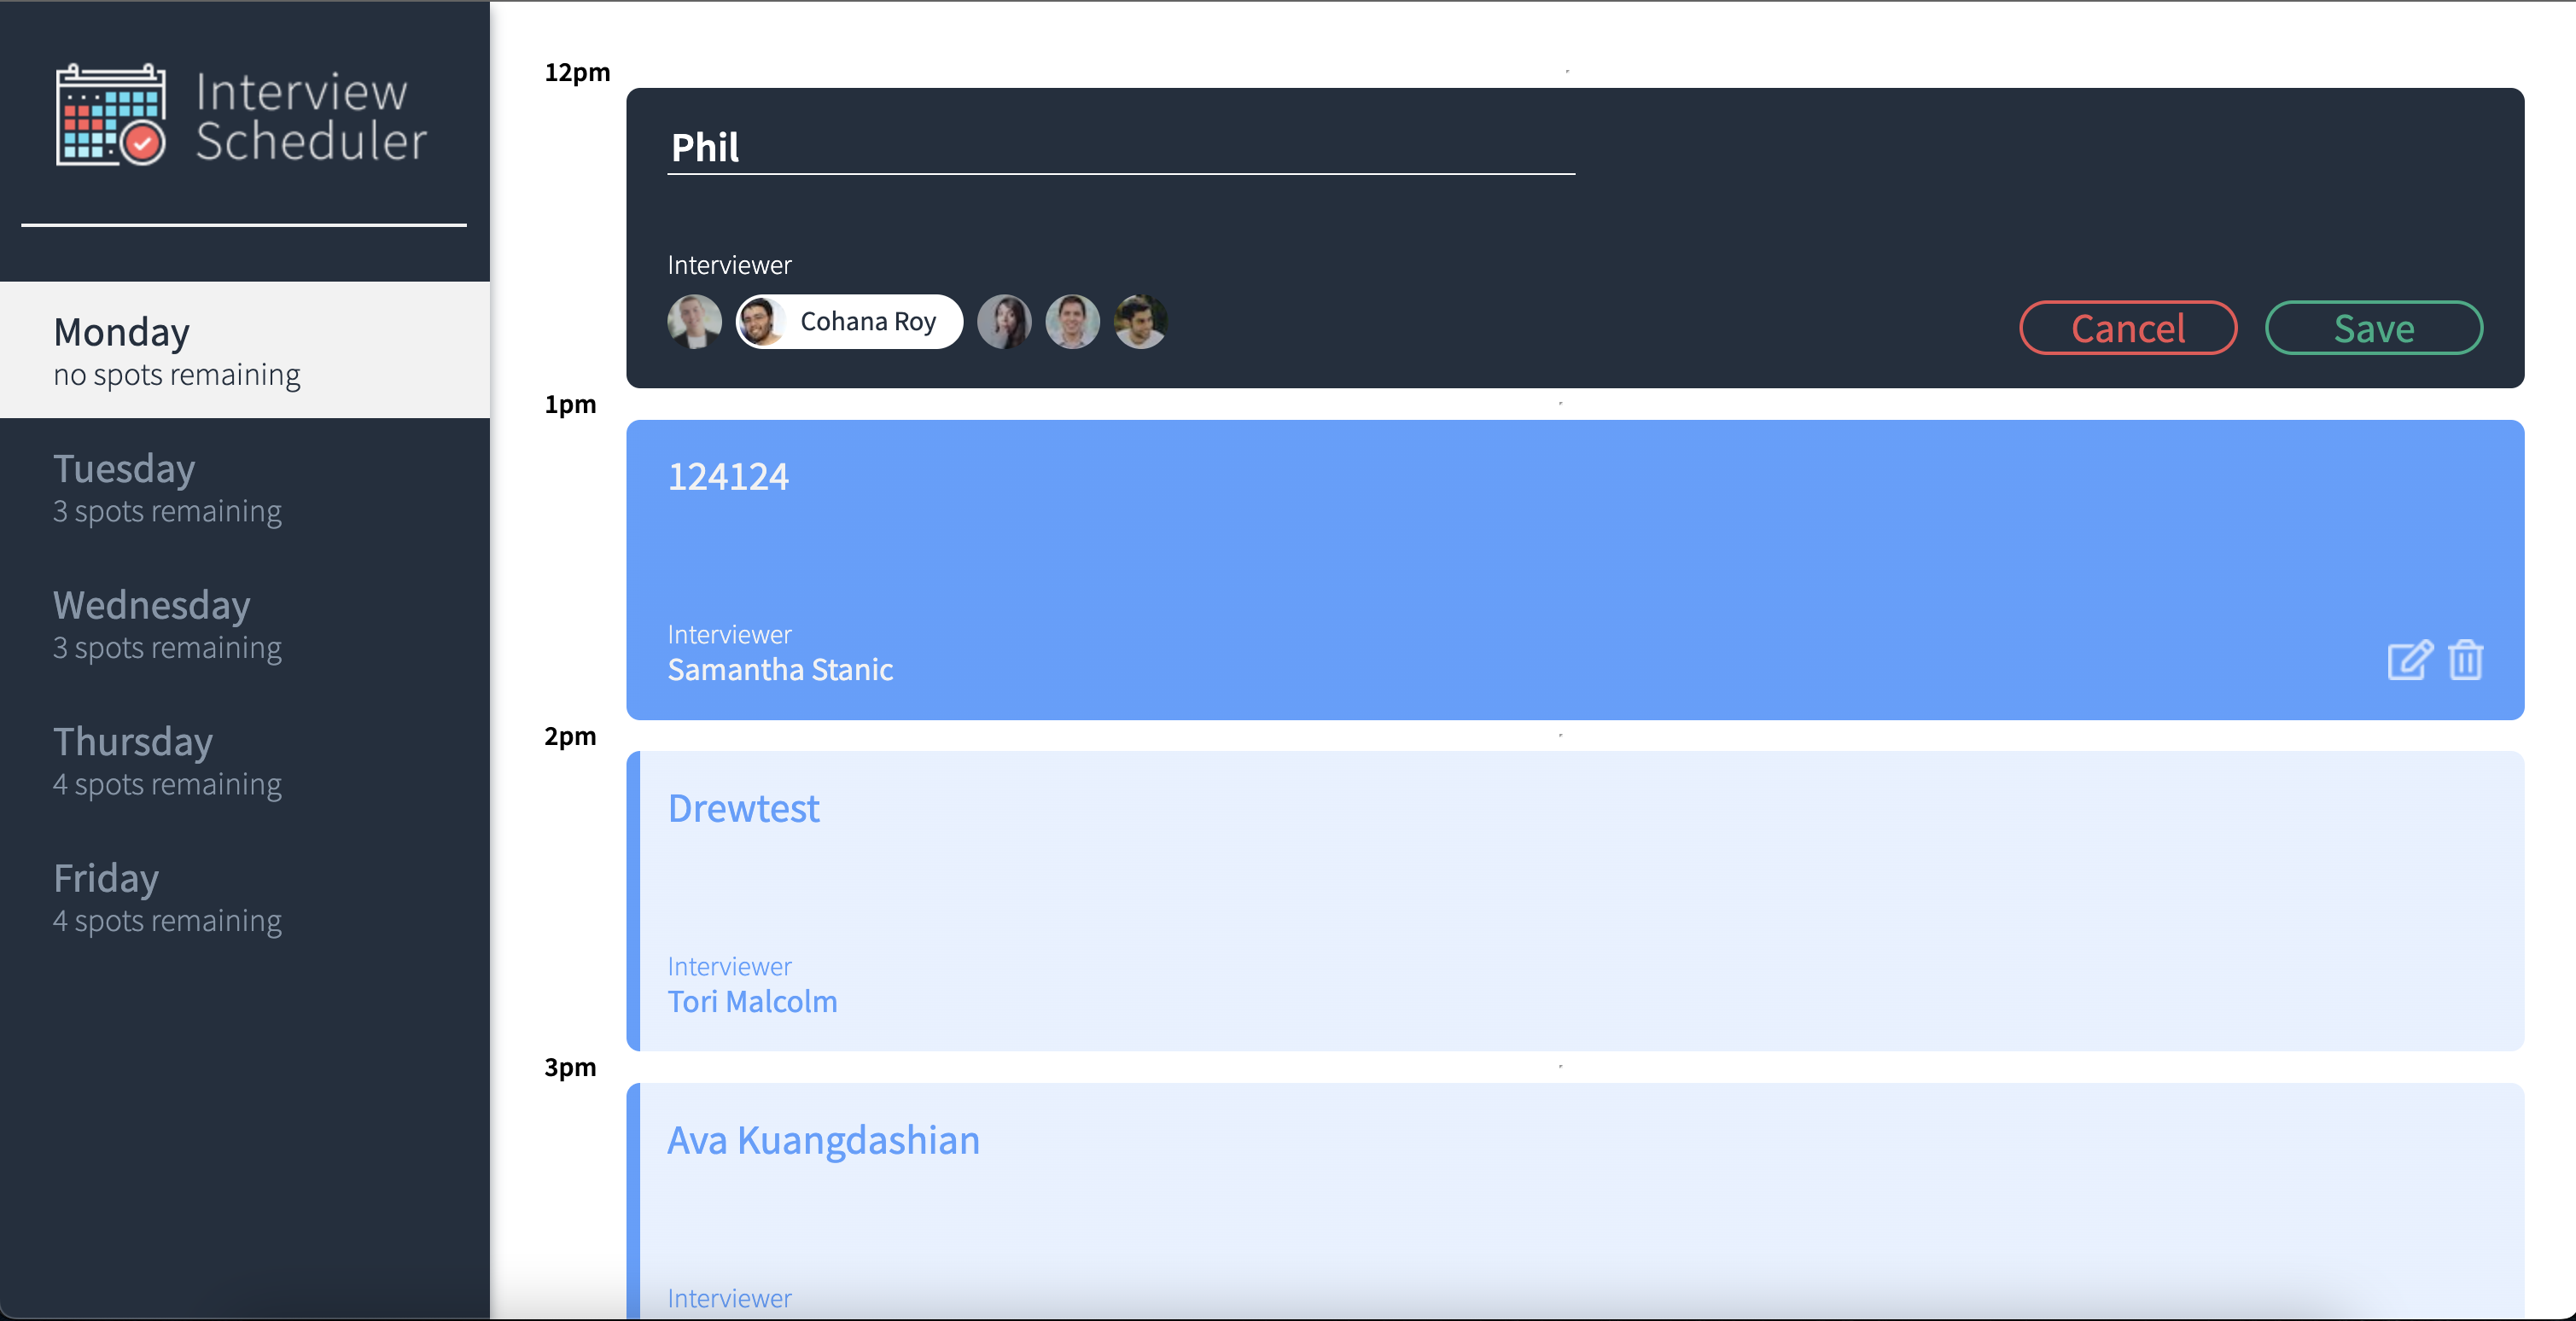 Interview
Scheduler
Monday
no spots remaining
Tuesday
3 spots remaining
Wednesday
3 spots remaining
Thursday
4 spots remaining
Friday
4 spots remaining
12pm
Phil
Interviewer
Cohana Roy
Cancel
Save
1pm
124124
Interviewer
Samantha Stanic
2pm
Drewtest
Interviewer
Tori Malcolm
3pm
Ava Kuangdashian
Interviewer